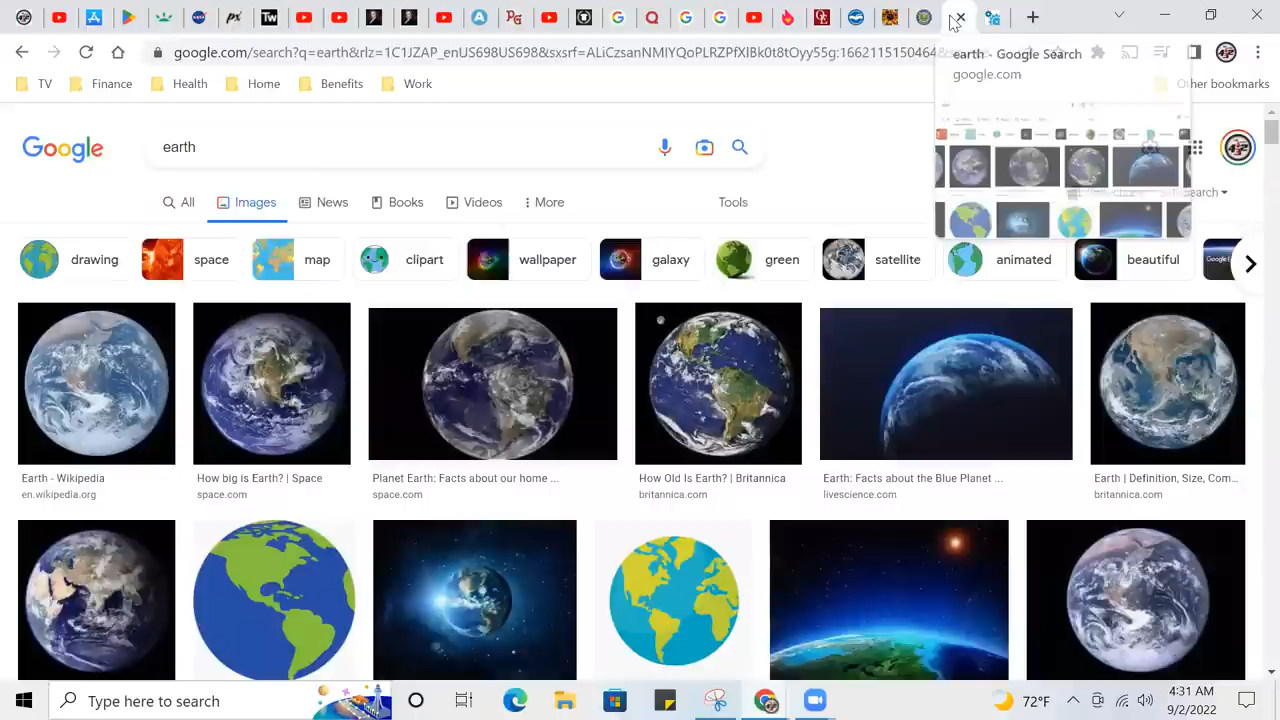 google.com/search?q=earth&rlz=1C1JZAP_enUS698US698&sxsrf=ALiCzsanNMIYQoPLRZPfXlBk0t8tOyy55g:1662115150464
earth - Google Search
google.com
TV
Finance
Health
Home
Benefits
Work
Other bookmarks
Google
earth
All
Images
News
Books
Videos
More
Tools
drawing
space
map
clipart
wallpaper
galaxy
green
satellite
animated
beautiful
Earth - Wikipedia
en.wikipedia.org
How big is Earth? | Space
space.com
Planet Earth: Facts about our home ...
space.com
How Old Is Earth? | Britannica
britannica.com
Earth: Facts about the Blue Planet ...
livescience.com
Earth | Definition, Size, Com...
britannica.com
Type here to search
72°F
4:31 AM
9/2/2022